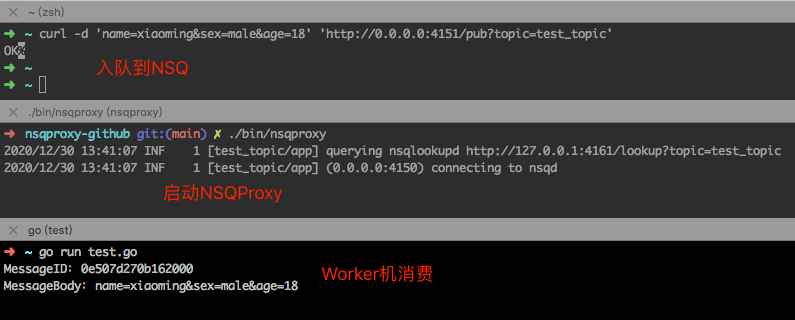 ~ (zsh)
➜ ~ curl -d 'name=xiaoming&sex=male&age=18' 'http://0.0.0.0:4151/pub?topic=test_topic'
OK%
➜ ~
入队到NSQ
➜ ~
./bin/nsqproxy (nsqproxy)
➜ nsqproxy-github git:(main) ✗ ./bin/nsqproxy
2020/12/30 13:41:07 INF 1 [test_topic/app] querying nsqlookupd http://127.0.0.1:4161/lookup?topic=test_topic
2020/12/30 13:41:07 INF 1 [test_topic/app] (0.0.0.0:4150) connecting to nsqd
启动NSQProxy
go (test)
➜ ~ go run test.go
MessageID: 0e507d270b162000
Worker机消费
MessageBody: name=xiaoming&sex=male&age=18